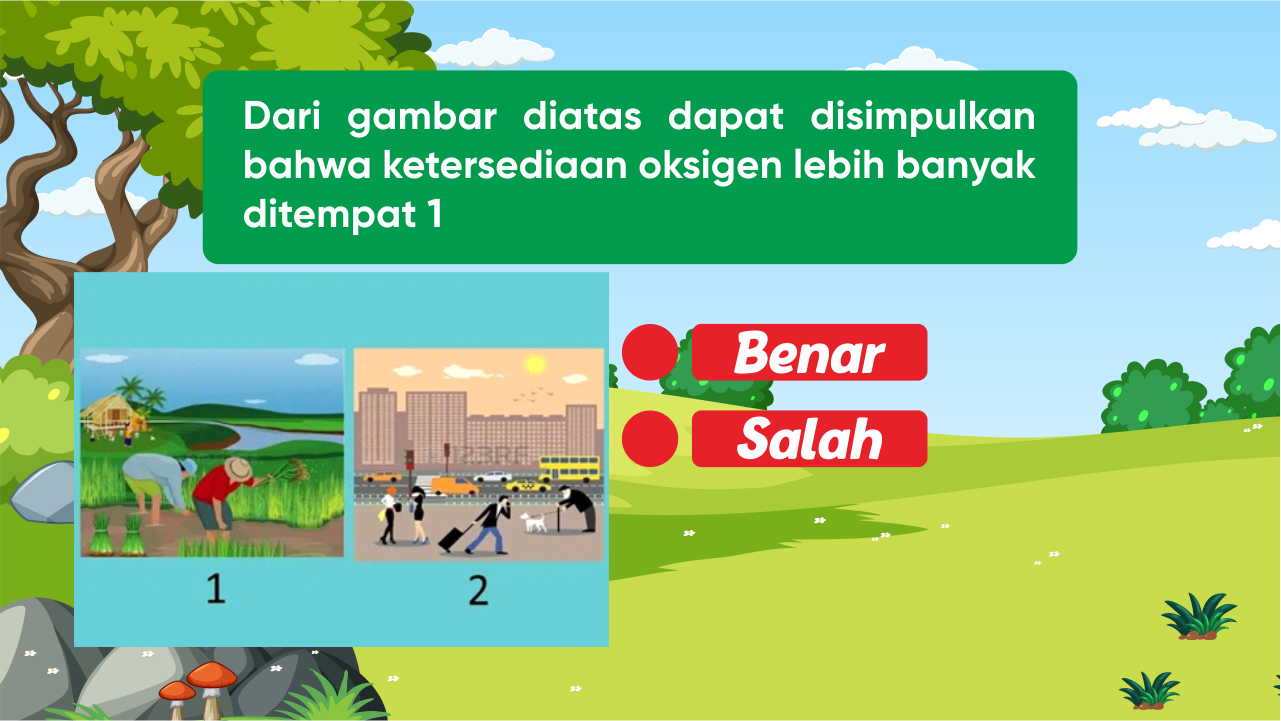 Dari gambar diatas dapat disimpulkan
bahwa ketersediaan oksigen lebih banyak
ditempat 1
Benar
Salah
1
2